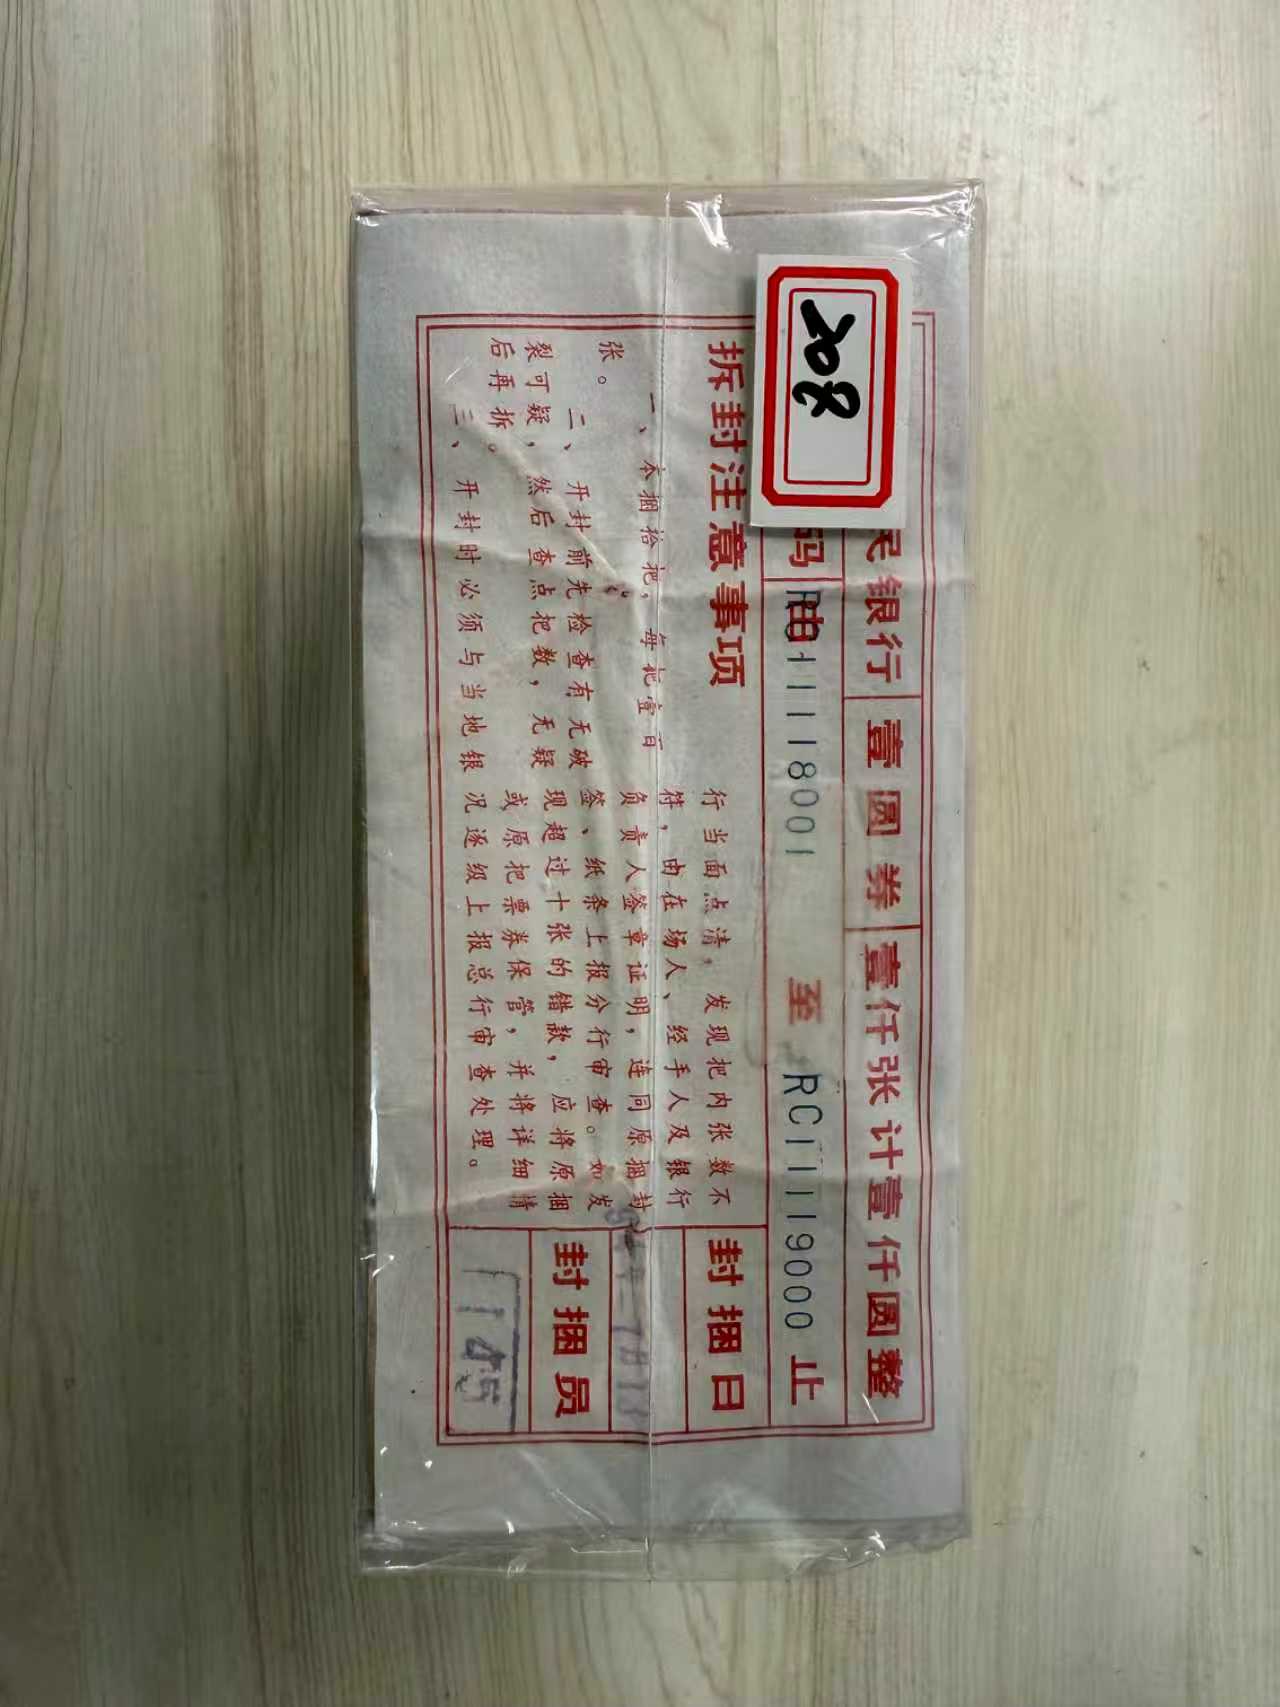 208
民银行 壹圆券 壹仟张计壹仟圆整
码 由 RC11118001 至 RC11119000 止
拆封注意事项
一、本捆拾把，每把壹百
张。
二、开封前先检查有无破
裂可疑，然后查点把数，无疑
后再拆。
三、开封时必须与当地银
行当面点清，发现把内张数不
符，由在场人、经手人及银行
负责人签章证明，连同原捆封
签、纸条上报分行审查。如发
现超过十张的错款，应将原捆
或原把票券保管，并将详细情
况逐级上报总行审查处理。
封捆日
封捆员